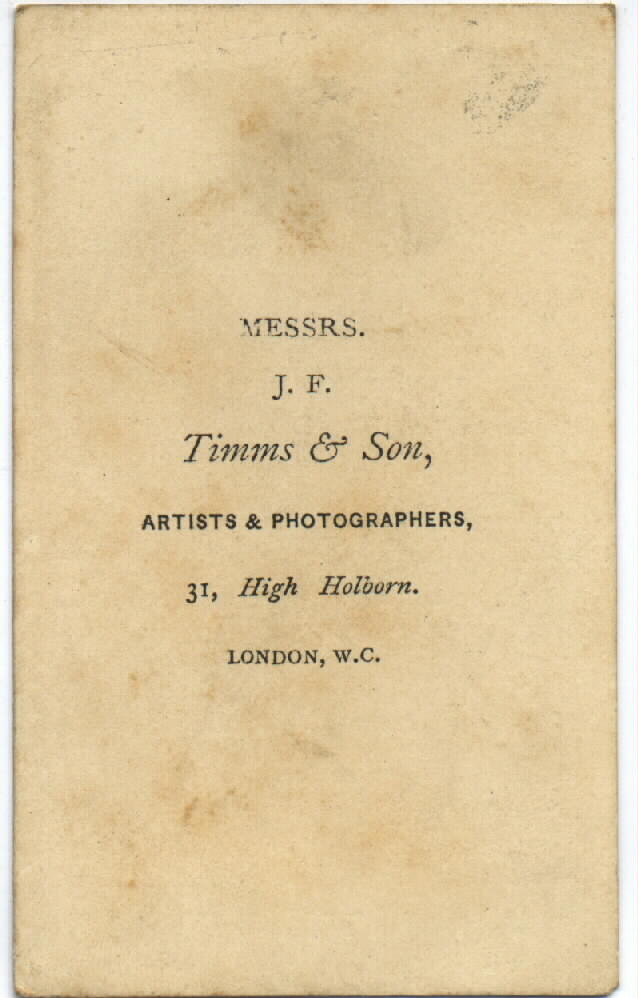 MESSRS.
J. F.
Timms & Son,
ARTISTS & PHOTOGRAPHERS,
31, High Holborn.
LONDON, W.C.